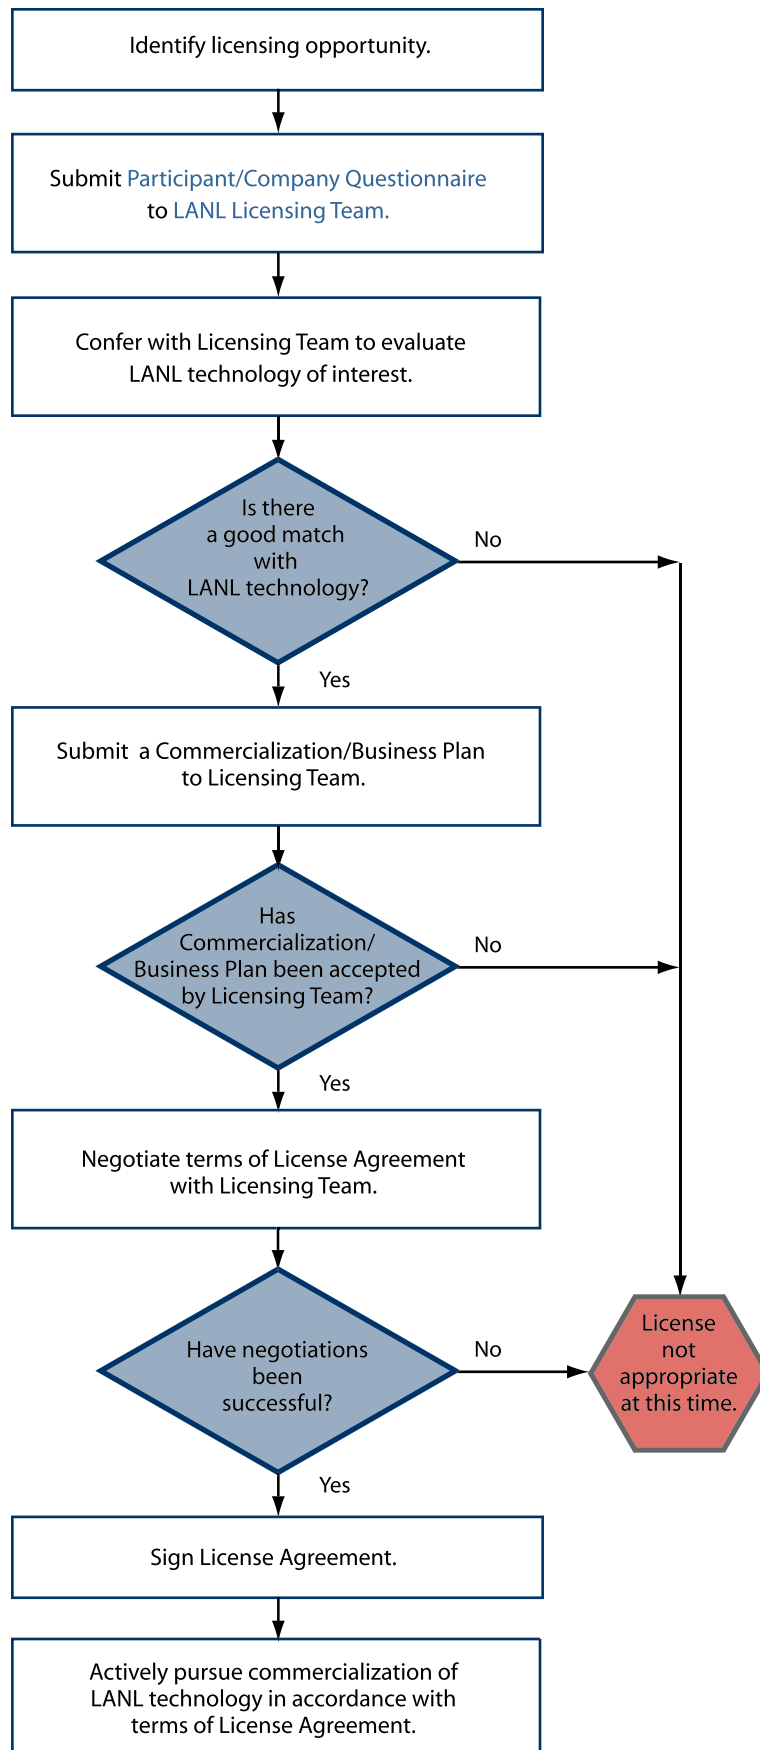 Identify licensing opportunity.
Submit Participant/Company Questionnaire
to LANL Licensing Team.
Confer with Licensing Team to evaluate
LANL technology of interest.
Is there
a good match
with
LANL technology?
No
Yes
Submit a Commercialization/Business Plan
to Licensing Team.
Has
Commercialization/
Business Plan been accepted
by Licensing Team?
No
Yes
Negotiate terms of License Agreement
with Licensing Team.
Have negotiations
been
successful?
No
License
not
appropriate
at this time.
Yes
Sign License Agreement.
Actively pursue commercialization of
LANL technology in accordance with
terms of License Agreement.